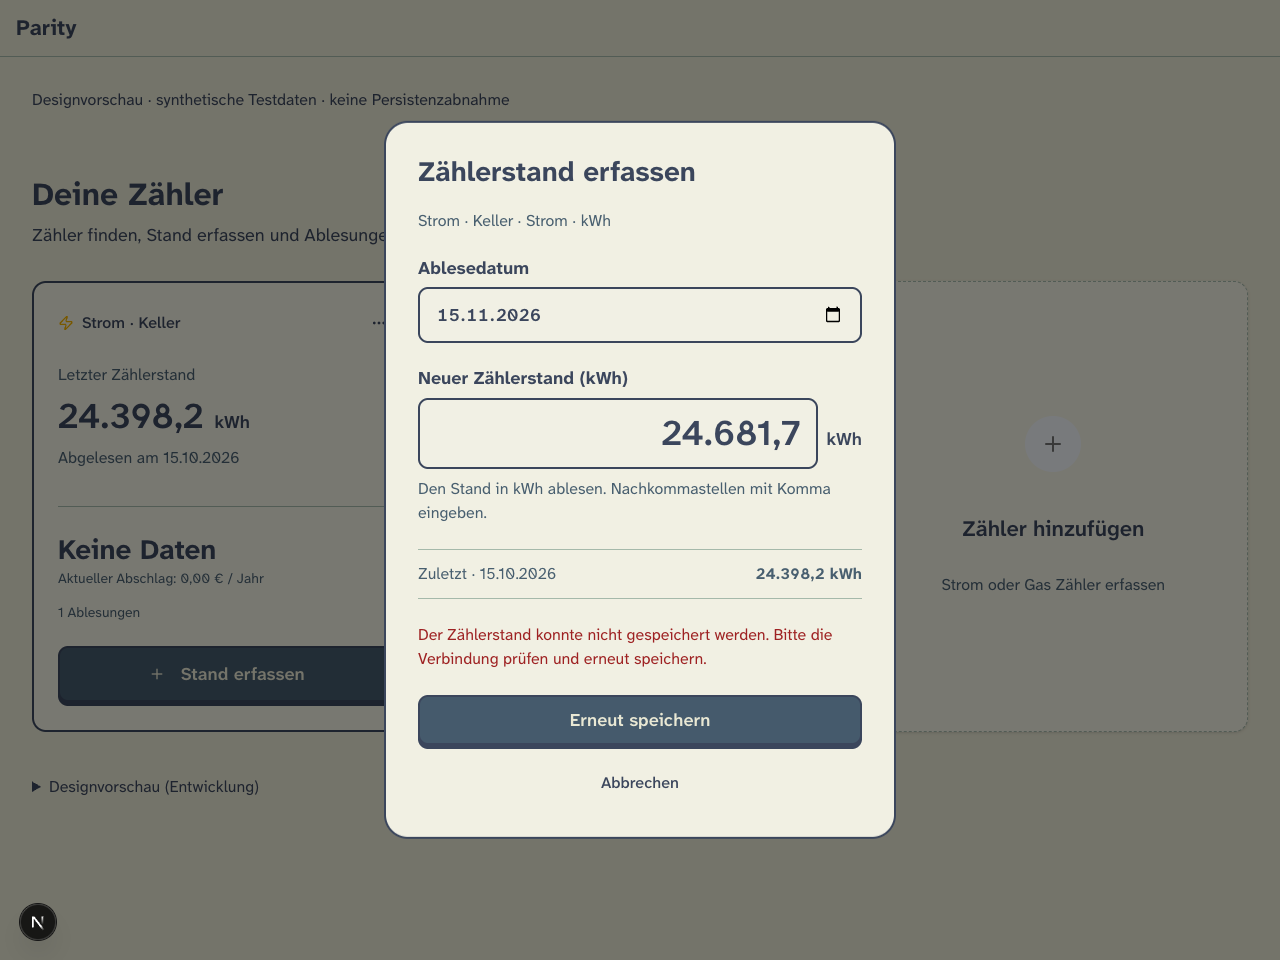 Parity
Designvorschau · synthetische Testdaten · keine Persistenzabnahme
Deine Zähler
Zähler finden, Stand erfassen und Ablesunge
Strom · Keller
...
Letzter Zählerstand
24.398,2 kWh
Abgelesen am 15.10.2026
Keine Daten
Aktueller Abschlag: 0,00 € / Jahr
1 Ablesungen
+ Stand erfassen
Zählerstand erfassen
Strom · Keller · Strom · kWh
Ablesedatum
15.11.2026
Neuer Zählerstand (kWh)
24.681,7 kWh
Den Stand in kWh ablesen. Nachkommastellen mit Komma
eingeben.
Zuletzt · 15.10.2026 24.398,2 kWh
Der Zählerstand konnte nicht gespeichert werden. Bitte die
Verbindung prüfen und erneut speichern.
Erneut speichern
Abbrechen
+
Zähler hinzufügen
Strom oder Gas Zähler erfassen
Designvorschau (Entwicklung)
N